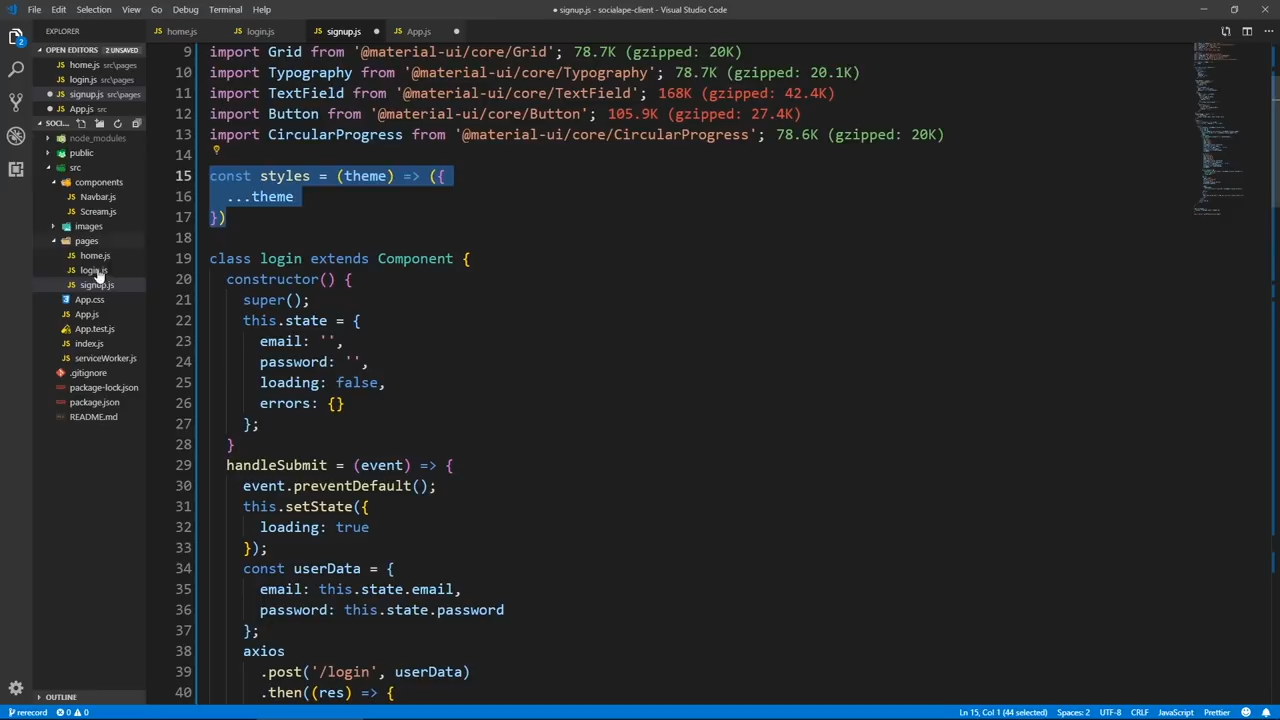 File Edit Selection View Go Debug Terminal Help
● signup.js - socialape-client - Visual Studio Code
EXPLORER
home.js
login.js
signup.js ●
App.js ●
OPEN EDITORS 2 UNSAVED
home.js src\pages
login.js src\pages
● signup.js src\pages
● App.js src
SOCI...
node_modules
public
src
components
Navbar.js
Scream.js
images
pages
home.js
login.js
signup.js
App.css
App.js
App.test.js
index.js
serviceWorker.js
.gitignore
package-lock.json
package.json
README.md
OUTLINE
2
9 import Grid from '@material-ui/core/Grid'; 78.7K (gzipped: 20K)
10 import Typography from '@material-ui/core/Typography'; 78.7K (gzipped: 20.1K)
11 import TextField from '@material-ui/core/TextField'; 168K (gzipped: 42.4K)
12 import Button from '@material-ui/core/Button'; 105.9K (gzipped: 27.4K)
13 import CircularProgress from '@material-ui/core/CircularProgress'; 78.6K (gzipped: 20K)
14
15 const styles = (theme) => ({
16 ...theme
17 })
18
19 class login extends Component {
20 constructor() {
21 super();
22 this.state = {
23 email: '',
24 password: '',
25 loading: false,
26 errors: {}
27 };
28 }
29 handleSubmit = (event) => {
30 event.preventDefault();
31 this.setState({
32 loading: true
33 });
34 const userData = {
35 email: this.state.email,
36 password: this.state.password
37 };
38 axios
39 .post('/login', userData)
40 .then((res) => {
rerecord 0 0
Ln 15, Col 1 (44 selected) Spaces: 2 UTF-8 CRLF JavaScript Prettier